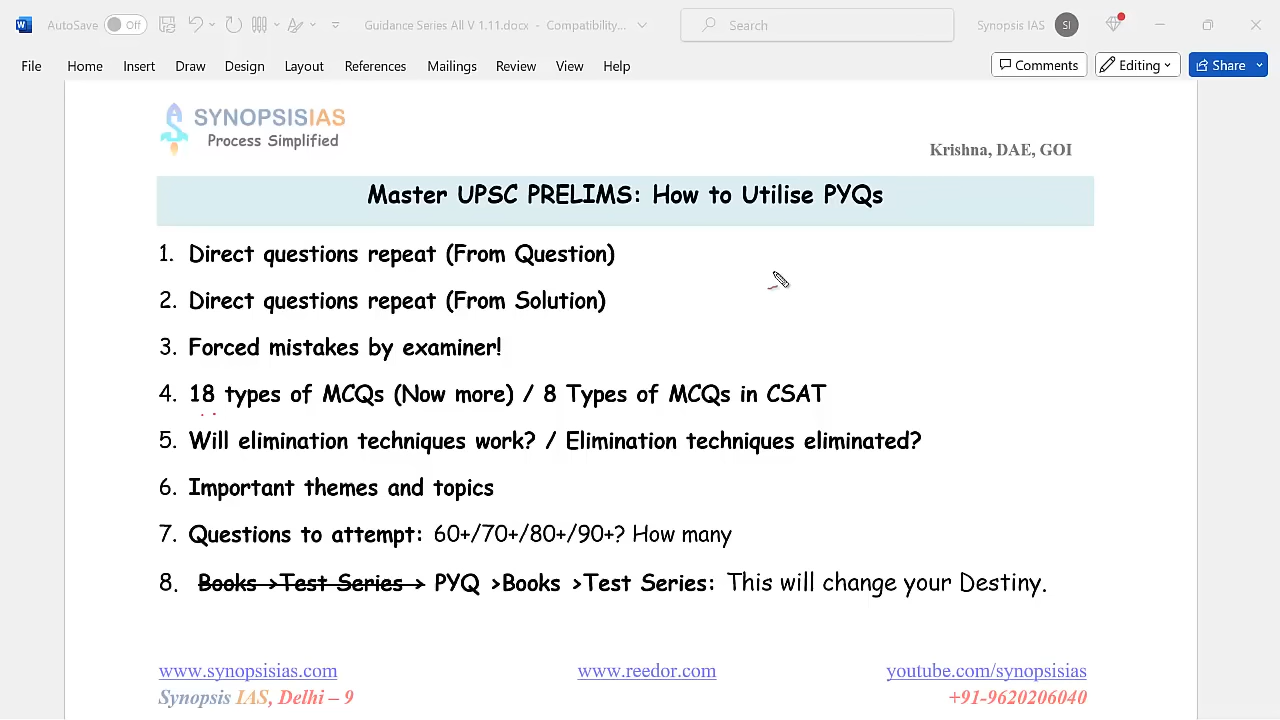 AutoSave Off Guidance Series All V 1.11.docx - Compatibility... Search Synopsis IAS SI
File Home Insert Draw Design Layout References Mailings Review View Help Comments Editing Share
SYNOPSISIAS
Process Simplified
Krishna, DAE, GOI
Master UPSC PRELIMS: How to Utilise PYQs
1. Direct questions repeat (From Question)
2. Direct questions repeat (From Solution)
3. Forced mistakes by examiner!
4. 18 types of MCQs (Now more) / 8 Types of MCQs in CSAT
5. Will elimination techniques work? / Elimination techniques eliminated?
6. Important themes and topics
7. Questions to attempt: 60+/70+/80+/90+? How many
8. Books >Test Series > PYQ >Books >Test Series: This will change your Destiny.
www.synopsisias.com www.reedor.com youtube.com/synopsisias
Synopsis IAS, Delhi – 9 +91-9620206040